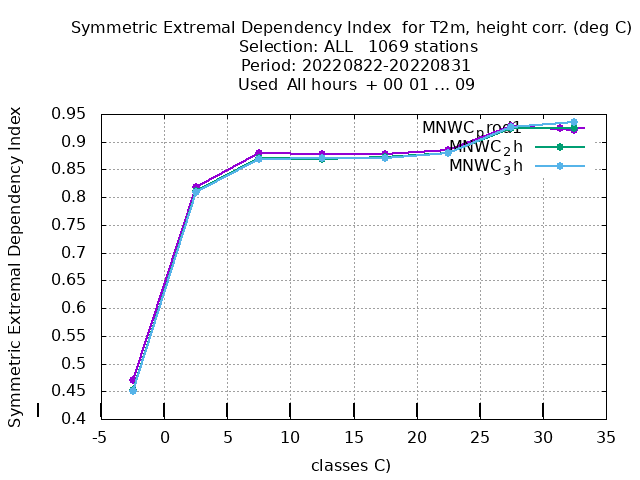 Symmetric Extremal Dependency Index for T2m, height corr. (deg C)
Selection: ALL 1069 stations
Period: 20220822-20220831
Used All hours + 00 01 ... 09
Symmetric Extremal Dependency Index
0.95
0.9
0.85
0.8
0.75
0.7
0.65
0.6
0.55
0.5
0.45
0.4
MNWC_prod1
MNWC_2h
MNWC_3h
-5 0 5 10 15 20 25 30 35
classes C)